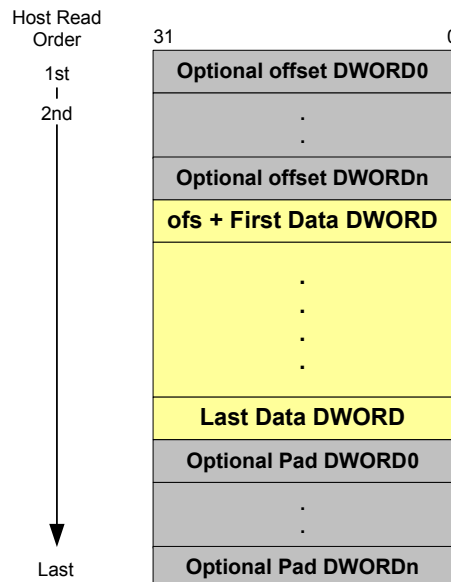 Host Read
Order
31
0
1st
2nd
Optional offset DWORD0
.
.
Optional offset DWORDn
ofs + First Data DWORD
.
.
.
.
Last Data DWORD
Optional Pad DWORD0
.
.
Last
Optional Pad DWORDn